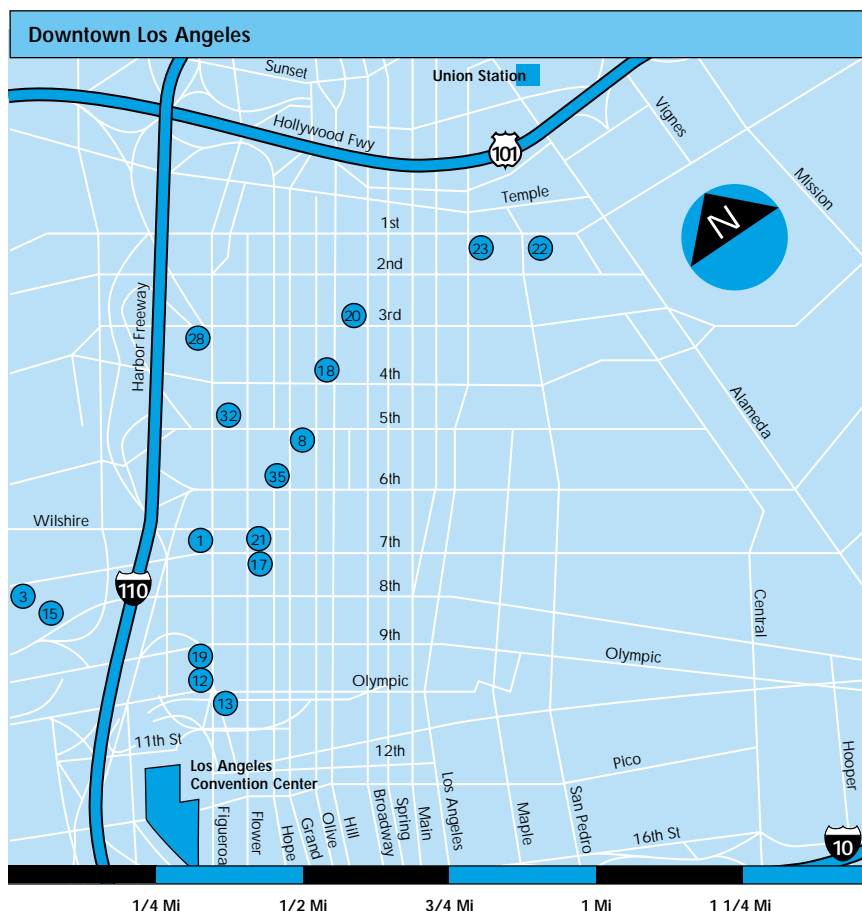 Downtown Los Angeles
Sunset
Union Station
Hollywood Fwy
101
Vignes
Mission
Temple
N
1st
23
22
2nd
Harbor Freeway
20
3rd
28
18
4th
Alameda
32
5th
8
35
6th
Wilshire
1
21
7th
17
110
8th
3
15
Central
9th
19
Olympic
12
Olympic
13
11th St
12th
Hooper
Los Angeles
Convention Center
Pico
Figueroa
Flower
Hope
Grand
Olive
Hill
Broadway
Spring
Main
Los Angeles
Maple
San Pedro
16th St
10
1/4 Mi
1/2 Mi
3/4 Mi
1 Mi
1 1/4 Mi